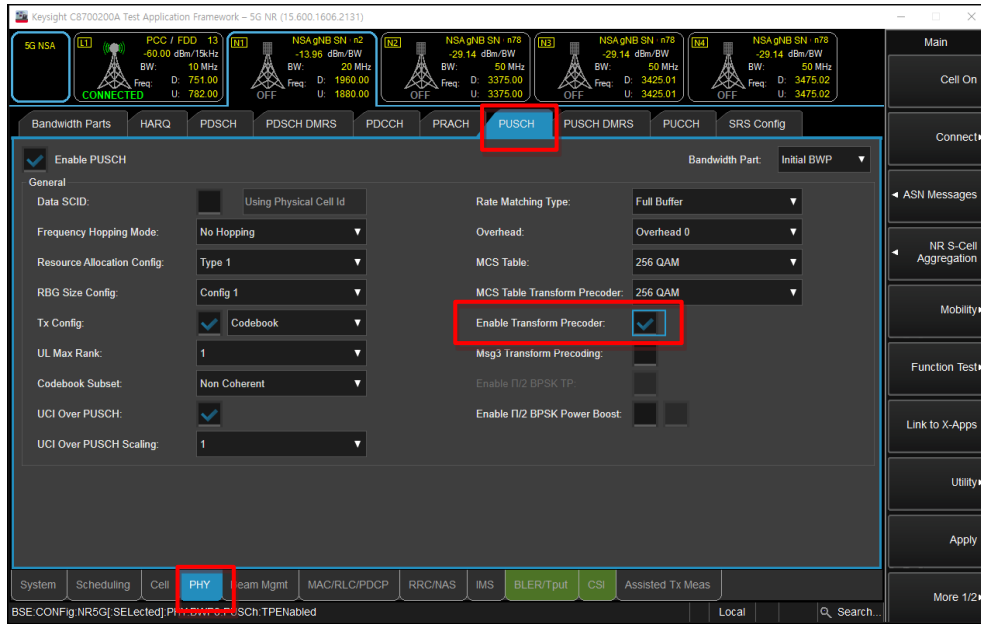 Keysight C8700200A Test Application Framework – 5G NR (15.600.1606.2131)
5G NSA
L1 PCC / FDD 13
-60.00 dBm/15kHz
BW: 10 MHz
Freq: D: 751.00
CONNECTED U: 782.00
N1 NSA gNB SN · n2
-13.96 dBm/BW
BW: 20 MHz
Freq: D: 1960.00
OFF U: 1880.00
N2 NSA gNB SN · n78
-29.14 dBm/BW
BW: 50 MHz
Freq: D: 3375.00
OFF U: 3375.00
N3 NSA gNB SN · n78
-29.14 dBm/BW
BW: 50 MHz
Freq: D: 3425.01
OFF U: 3425.01
N4 NSA gNB SN · n78
-29.14 dBm/BW
BW: 50 MHz
Freq: D: 3475.02
OFF U: 3475.02
Bandwidth Parts HARQ PDSCH PDSCH DMRS PDCCH PRACH PUSCH PUSCH DMRS PUCCH SRS Config
Enable PUSCH
Bandwidth Part: Initial BWP
General
Data SCID: Using Physical Cell Id
Frequency Hopping Mode: No Hopping
Resource Allocation Config: Type 1
RBG Size Config: Config 1
Tx Config: Codebook
UL Max Rank: 1
Codebook Subset: Non Coherent
UCI Over PUSCH:
UCI Over PUSCH Scaling: 1
Rate Matching Type: Full Buffer
Overhead: Overhead 0
MCS Table: 256 QAM
MCS Table Transform Precoder: 256 QAM
Enable Transform Precoder:
Msg3 Transform Precoding:
Enable Π/2 BPSK TP:
Enable Π/2 BPSK Power Boost:
System Scheduling Cell PHY Beam Mgmt MAC/RLC/PDCP RRC/NAS IMS BLER/Tput CSI Assisted Tx Meas
BSE:CONFig:NR5G[:SELected]:PHY:BWP0:PUSCh:TPENabled
Local Search...
Main
Cell On
Connect
ASN Messages
NR S-Cell
Aggregation
Mobility
Function Test
Link to X-Apps
Utility
Apply
More 1/2